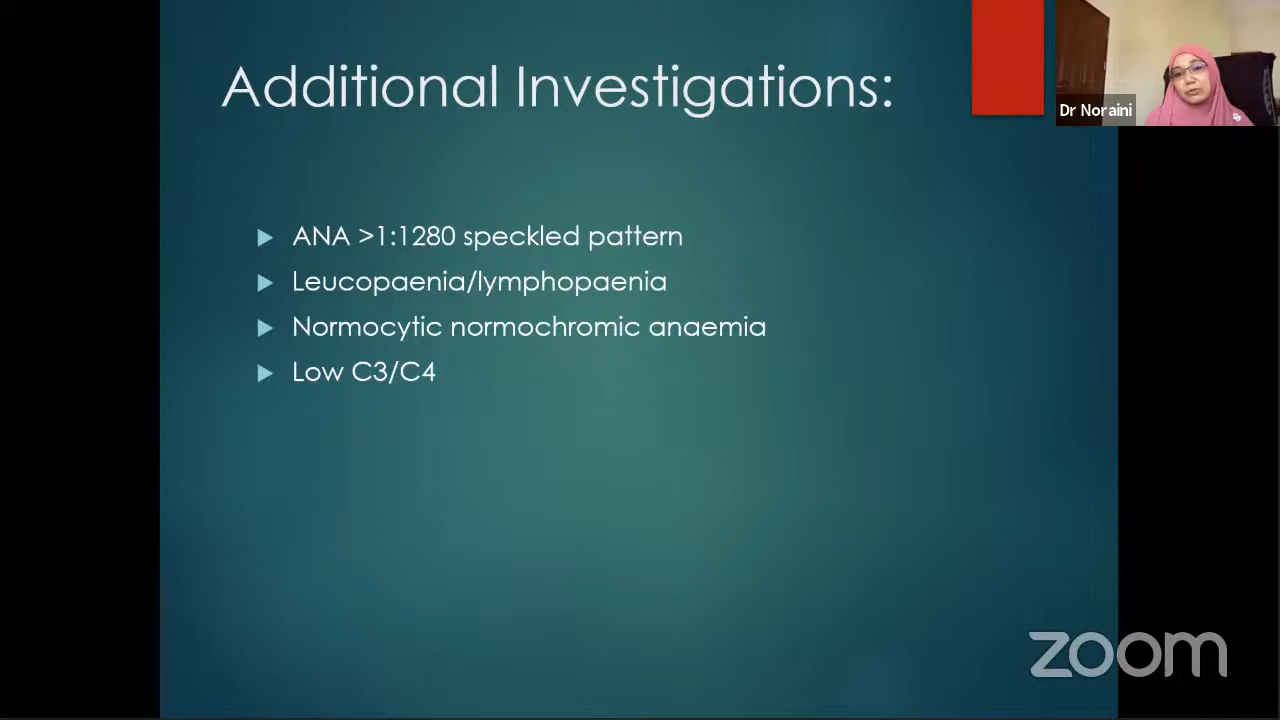 Additional Investigations:
Dr Noraini
ANA >1:1280 speckled pattern
Leucopaenia/lymphopaenia
Normocytic normochromic anaemia
Low C3/C4
zoom